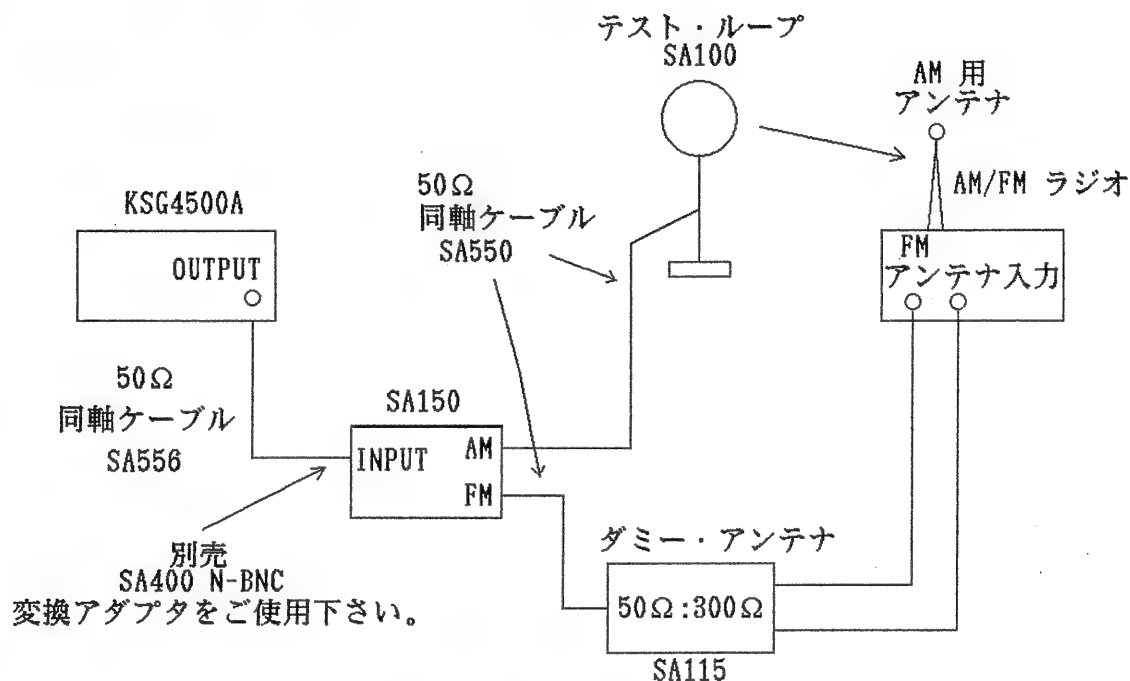 テスト・ループ
SA100
AM 用
アンテナ
AM/FM ラジオ
50Ω
同軸ケーブル
SA550
KSG4500A
OUTPUT
FM
アンテナ入力
50Ω
同軸ケーブル
SA556
SA150
INPUT
AM
FM
別売
SA400 N-BNC
変換アダプタをご使用下さい。
ダミー・アンテナ
50Ω:300Ω
SA115